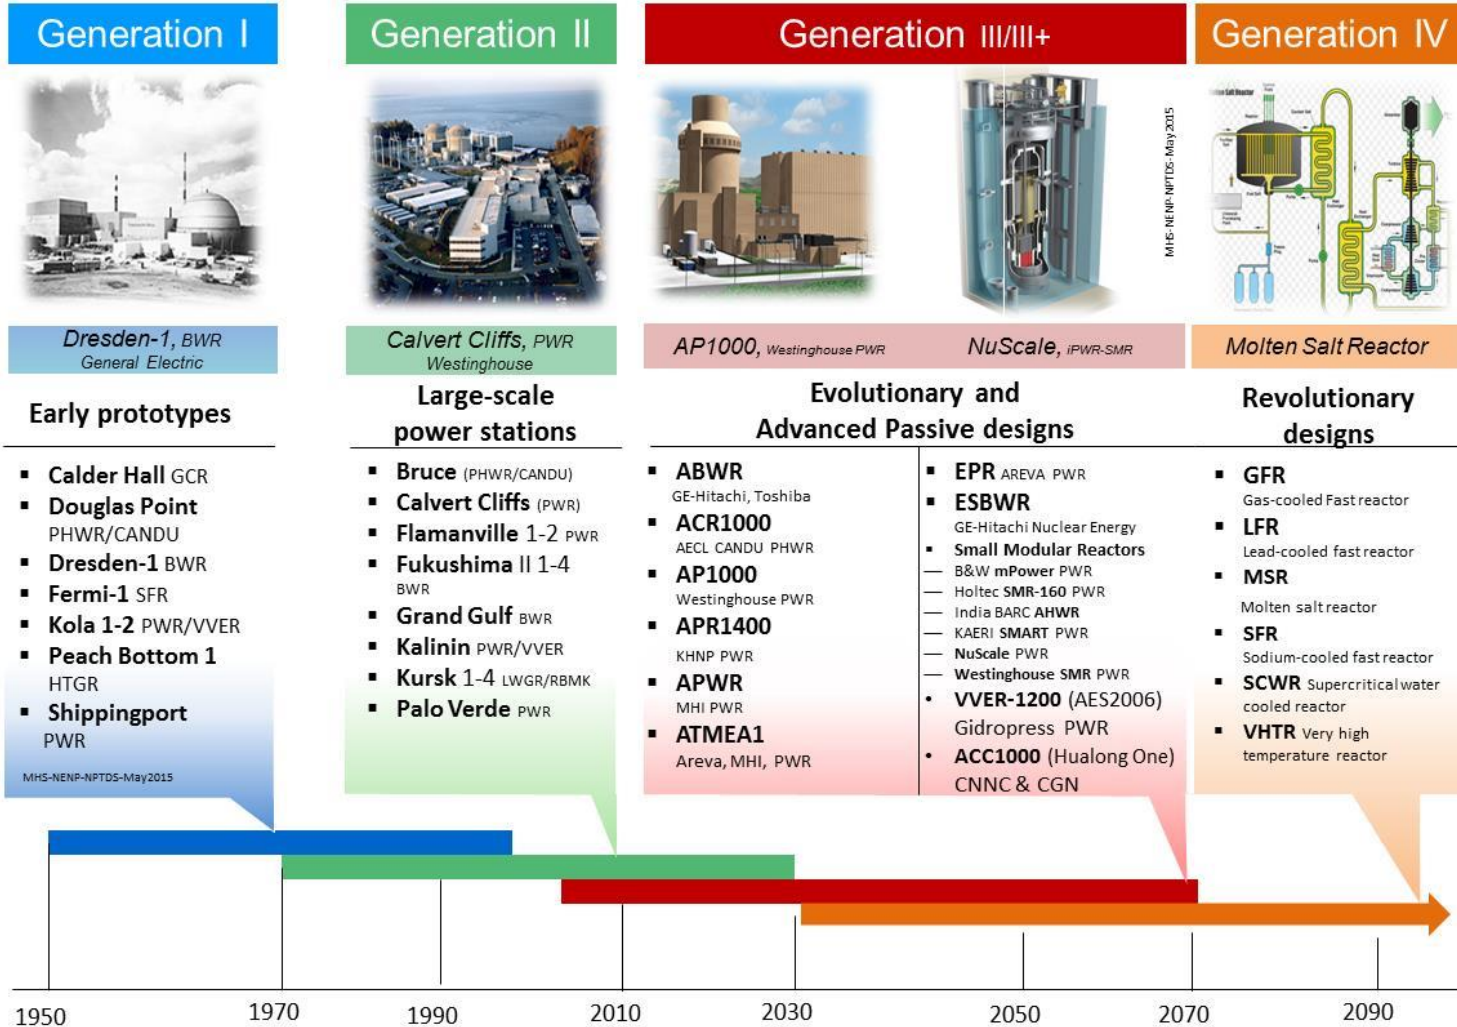 Generation I
Generation II
Generation III/III+
Generation IV
MHS-NENP-NPTDS-May2015
Dresden-1, BWR
General Electric
Calvert Cliffs, PWR
Westinghouse
AP1000, Westinghouse PWR
NuScale, iPWR-SMR
Molten Salt Reactor
Early prototypes
▪ Calder Hall GCR
▪ Douglas Point
PHWR/CANDU
▪ Dresden-1 BWR
▪ Fermi-1 SFR
▪ Kola 1-2 PWR/VVER
▪ Peach Bottom 1
HTGR
▪ Shippingport
PWR
MHS-NENP-NPTDS-May2015
Large-scale
power stations
▪ Bruce (PHWR/CANDU)
▪ Calvert Cliffs (PWR)
▪ Flamanville 1-2 PWR
▪ Fukushima II 1-4
BWR
▪ Grand Gulf BWR
▪ Kalinin PWR/VVER
▪ Kursk 1-4 LWGR/RBMK
▪ Palo Verde PWR
Evolutionary and
Advanced Passive designs
▪ ABWR
GE-Hitachi, Toshiba
▪ ACR1000
AECL CANDU PHWR
▪ AP1000
Westinghouse PWR
▪ APR1400
KHNP PWR
▪ APWR
MHI PWR
▪ ATMEA1
Areva, MHI, PWR
▪ EPR AREVA PWR
▪ ESBWR
GE-Hitachi Nuclear Energy
▪ Small Modular Reactors
— B&W mPower PWR
— Holtec SMR-160 PWR
— India BARC AHWR
— KAERI SMART PWR
— NuScale PWR
— Westinghouse SMR PWR
• VVER-1200 (AES2006)
Gidropress PWR
• ACC1000 (Hualong One)
CNNC & CGN
Revolutionary
designs
▪ GFR
Gas-cooled Fast reactor
▪ LFR
Lead-cooled fast reactor
▪ MSR
Molten salt reactor
▪ SFR
Sodium-cooled fast reactor
▪ SCWR Supercritical water
cooled reactor
▪ VHTR Very high
temperature reactor
1950
1970
1990
2010
2030
2050
2070
2090